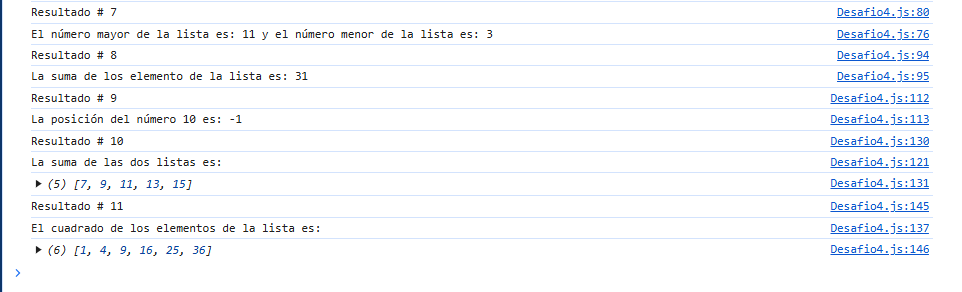 Resultado # 7 Desafio4.js:80
El número mayor de la lista es: 11 y el número menor de la lista es: 3 Desafio4.js:76
Resultado # 8 Desafio4.js:94
La suma de los elemento de la lista es: 31 Desafio4.js:95
Resultado # 9 Desafio4.js:112
La posición del número 10 es: -1 Desafio4.js:113
Resultado # 10 Desafio4.js:130
La suma de las dos listas es: Desafio4.js:121
(5) [7, 9, 11, 13, 15] Desafio4.js:131
Resultado # 11 Desafio4.js:145
El cuadrado de los elementos de la lista es: Desafio4.js:137
(6) [1, 4, 9, 16, 25, 36] Desafio4.js:146